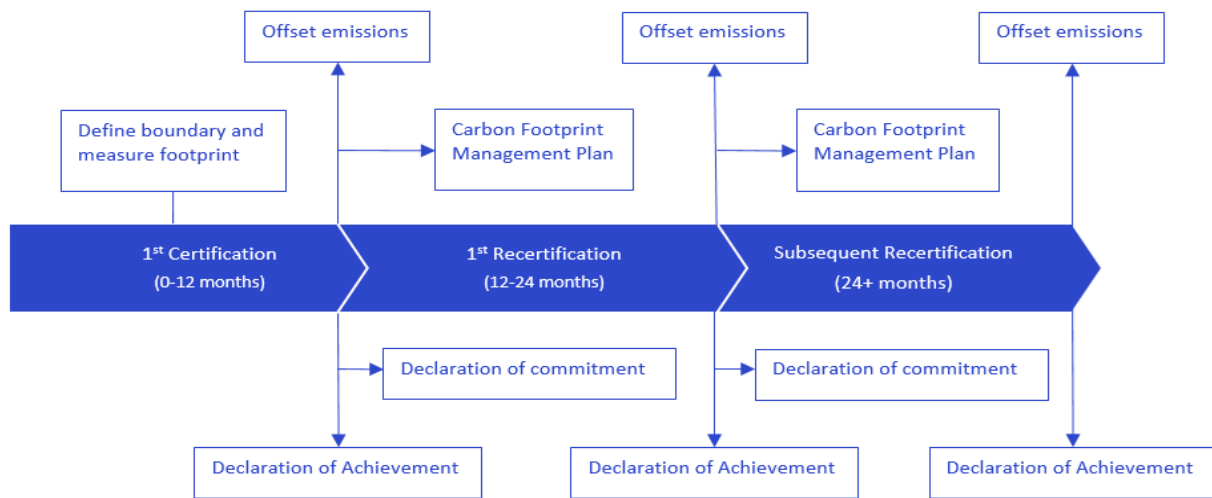 Offset emissions
Offset emissions
Offset emissions
Define boundary and
measure footprint
Carbon Footprint
Management Plan
Carbon Footprint
Management Plan
1st Certification
(0-12 months)
1st Recertification
(12-24 months)
Subsequent Recertification
(24+ months)
Declaration of commitment
Declaration of commitment
Declaration of Achievement
Declaration of Achievement
Declaration of Achievement